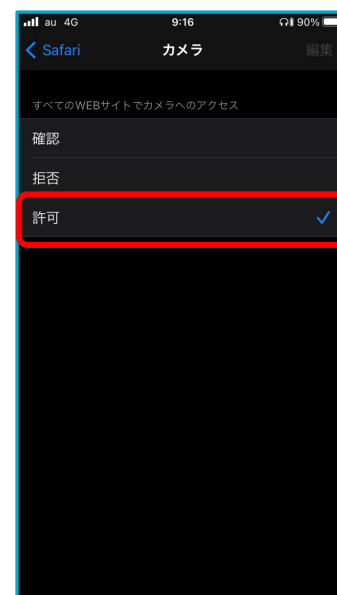 au 4G 9:16 90%
Safari カメラ 編集
すべてのWEBサイトでカメラへのアクセス
確認
拒否
許可